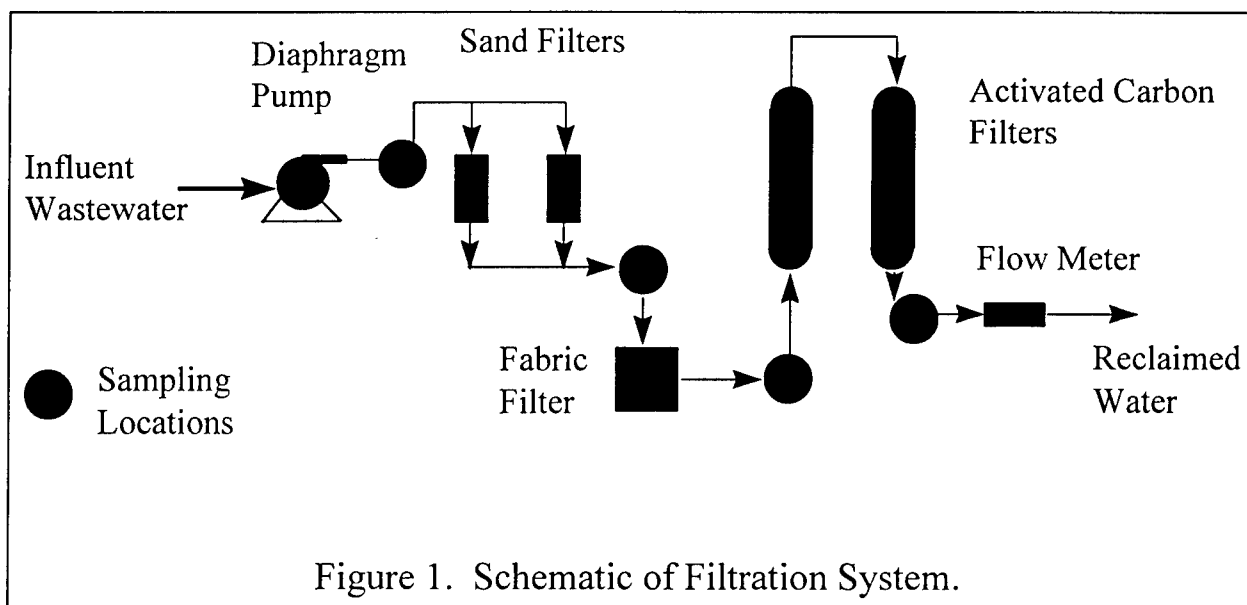 Sand Filters
Diaphragm
Pump
Activated Carbon
Filters
Influent
Wastewater
Flow Meter
Fabric
Filter
Reclaimed
Water
Sampling
Locations
Figure 1. Schematic of Filtration System.